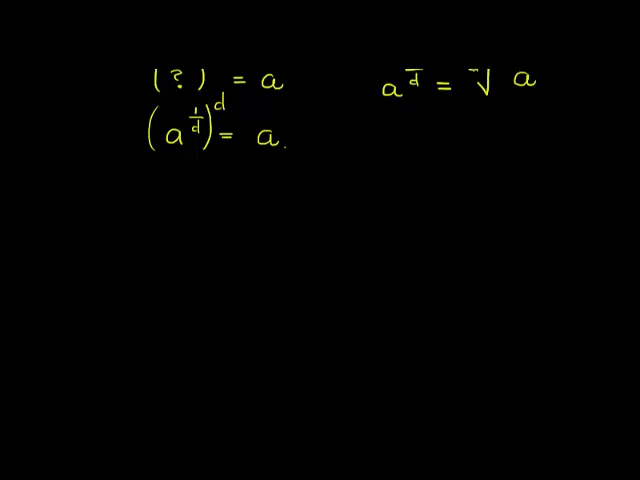 ( ? ) = a
a^{1/d} = √ a
(a^{1/d})^d = a.